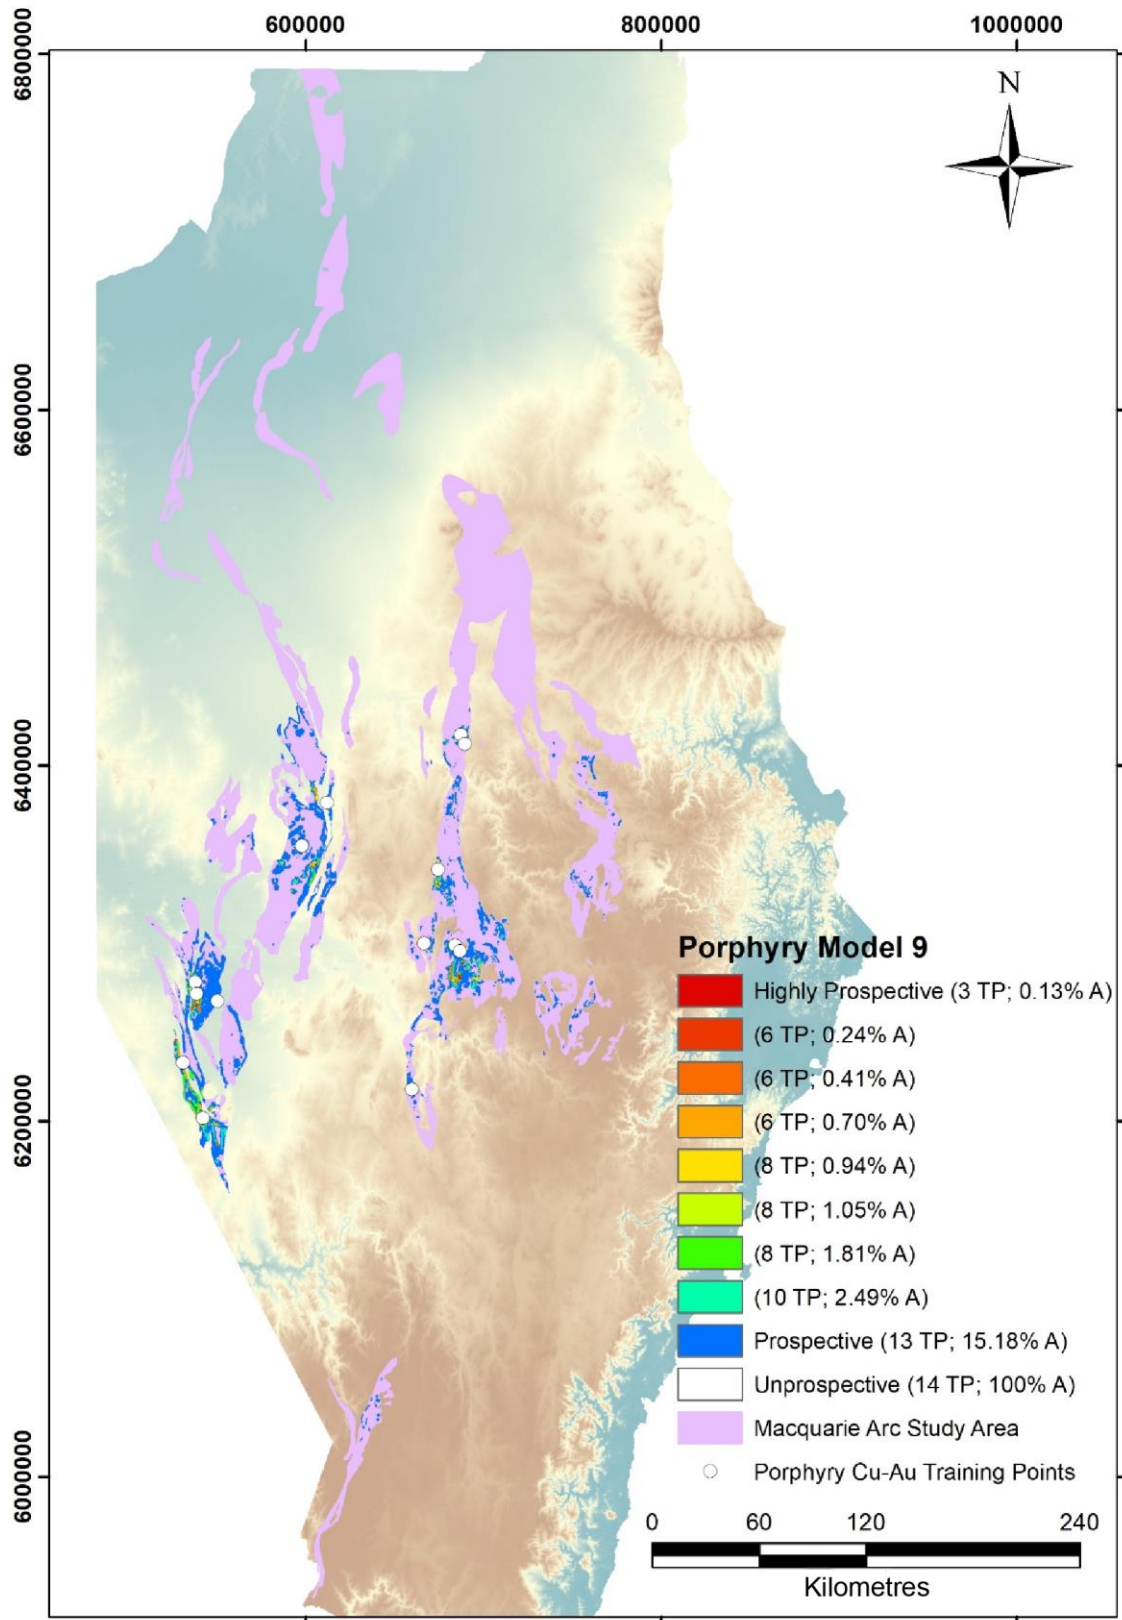 600000 800000 1000000
6800000
N
6600000
6400000
6200000
6000000
Porphyry Model 9
Highly Prospective (3 TP; 0.13% A)
(6 TP; 0.24% A)
(6 TP; 0.41% A)
(6 TP; 0.70% A)
(8 TP; 0.94% A)
(8 TP; 1.05% A)
(8 TP; 1.81% A)
(10 TP; 2.49% A)
Prospective (13 TP; 15.18% A)
Unprospective (14 TP; 100% A)
Macquarie Arc Study Area
Porphyry Cu-Au Training Points
0 60 120 240
Kilometres